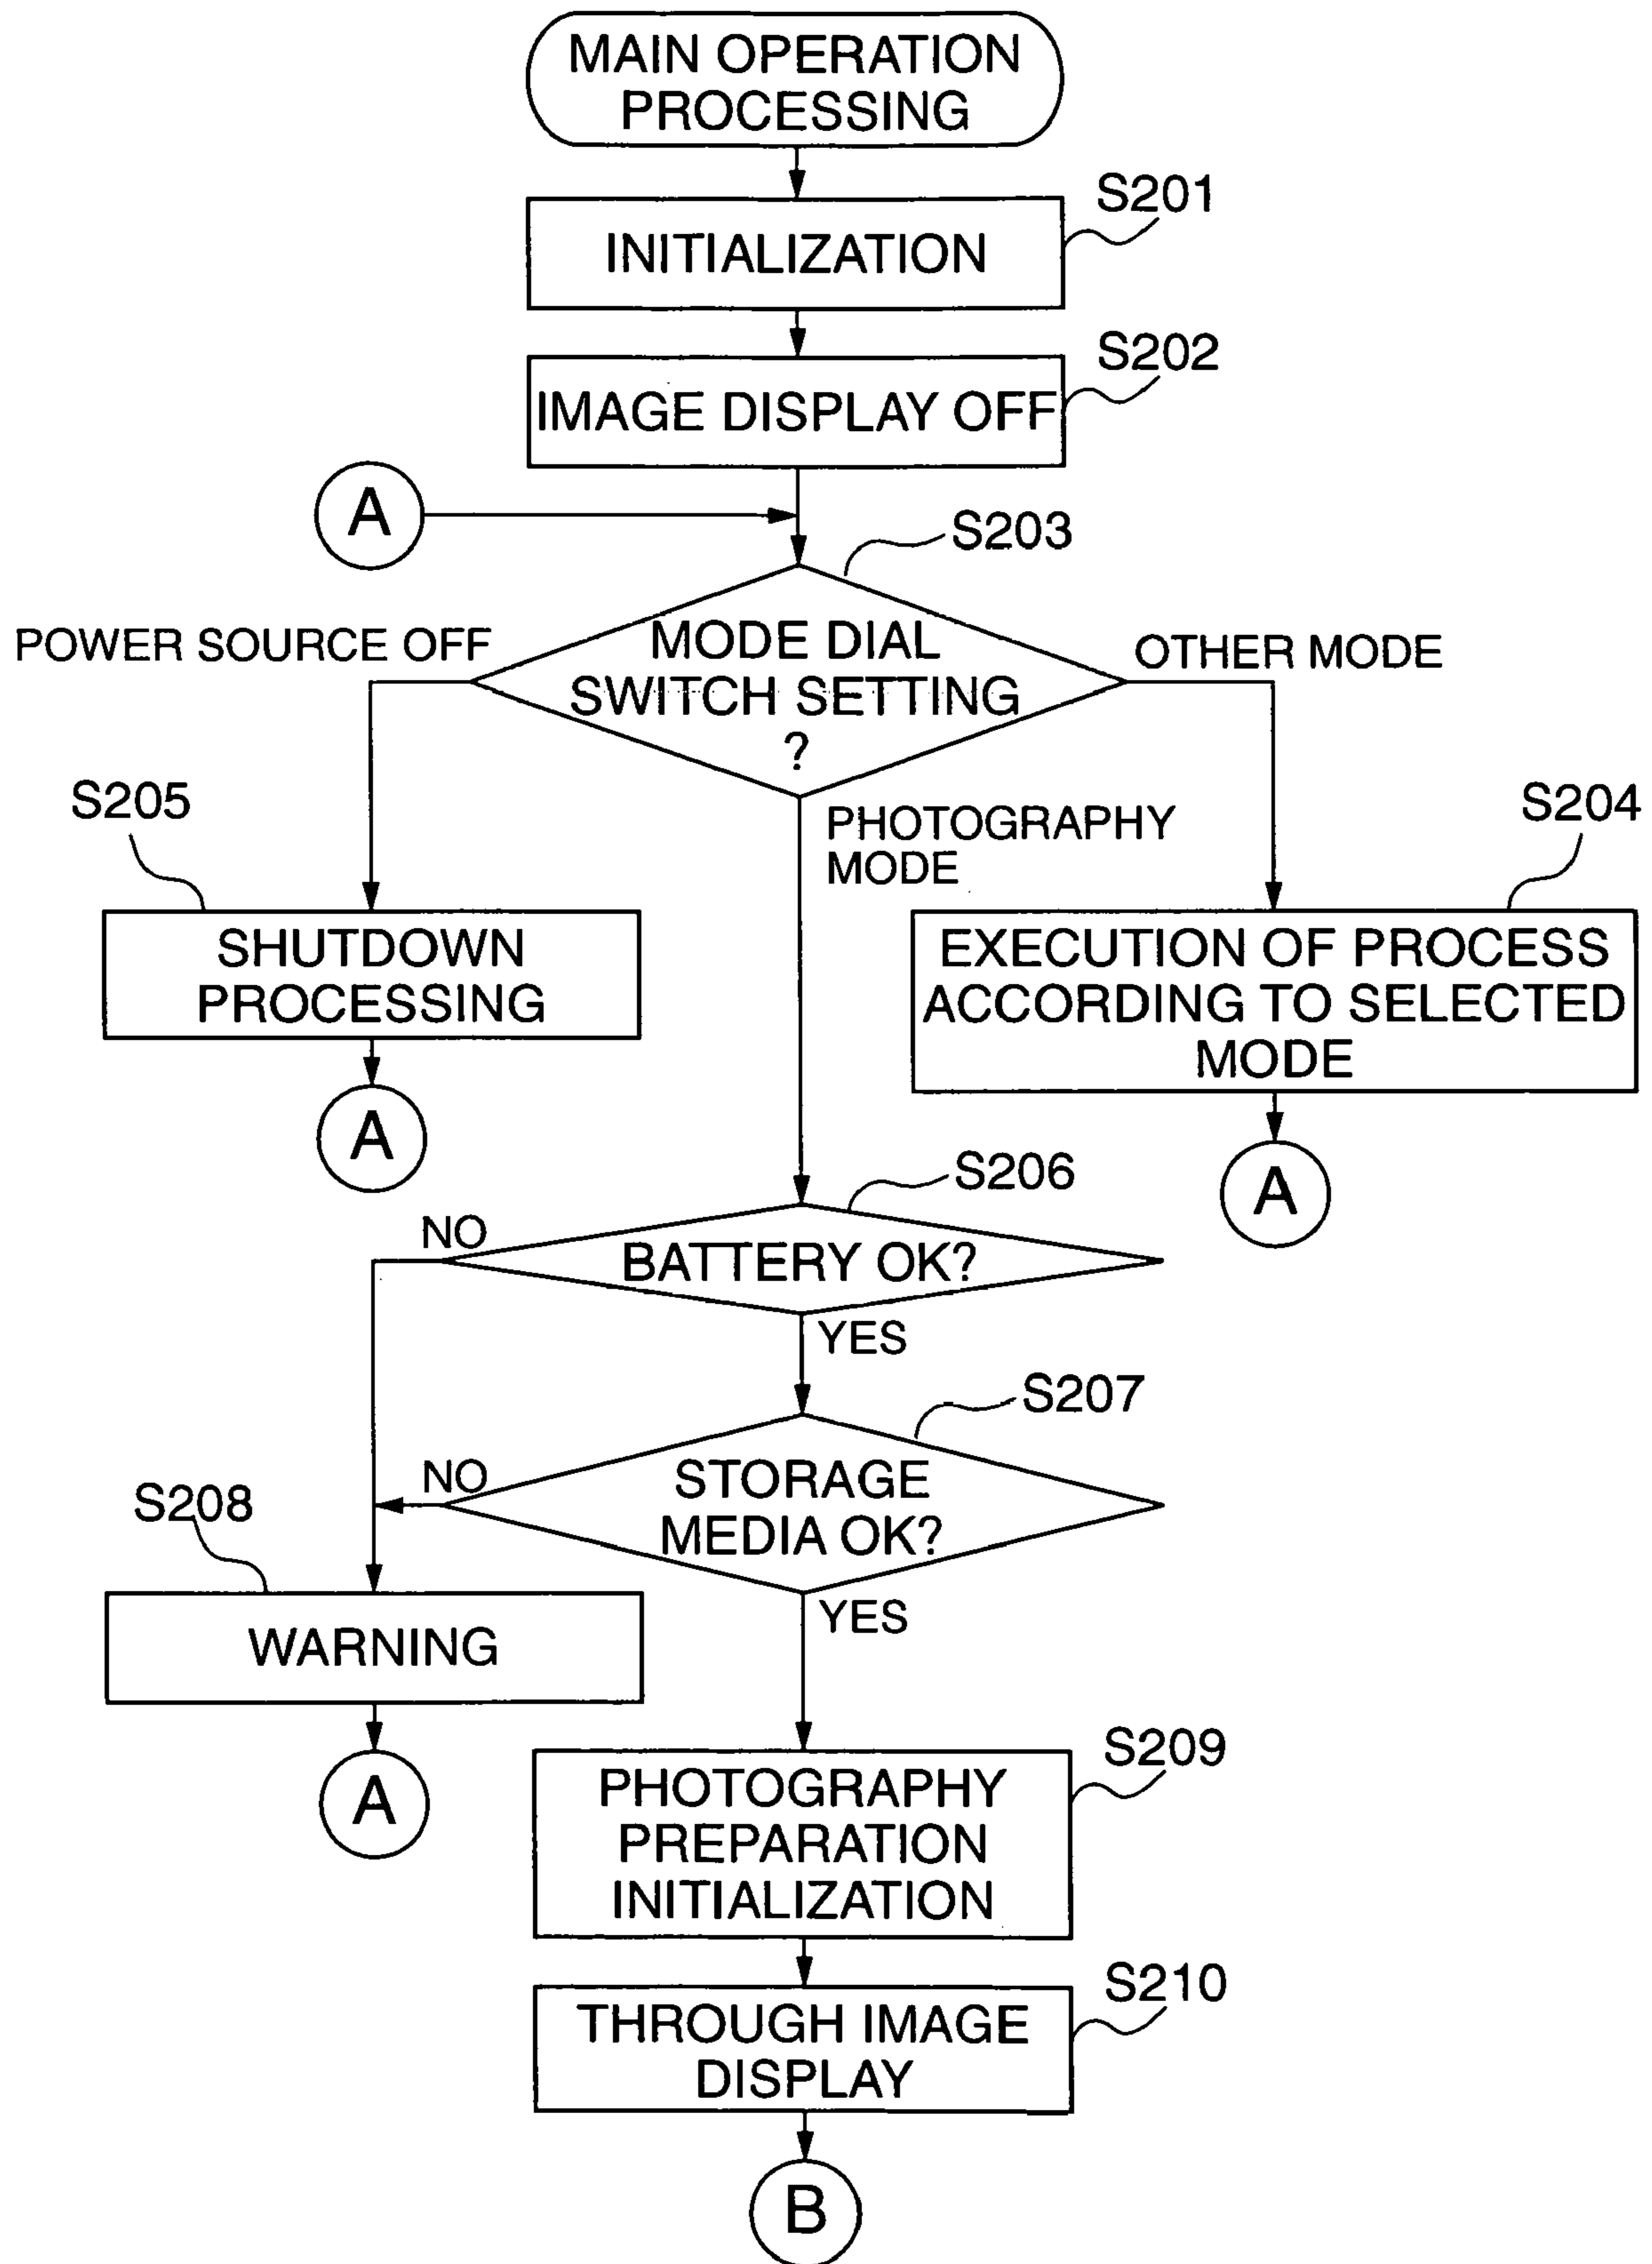 MAIN OPERATION
PROCESSING
S201
INITIALIZATION
S202
IMAGE DISPLAY OFF
A
S203
POWER SOURCE OFF
MODE DIAL
SWITCH SETTING
?
OTHER MODE
S205
PHOTOGRAPHY
MODE
S204
SHUTDOWN
PROCESSING
EXECUTION OF PROCESS
ACCORDING TO SELECTED
MODE
A
A
S206
NO
BATTERY OK?
YES
S207
NO
STORAGE
MEDIA OK?
S208
YES
WARNING
A
S209
PHOTOGRAPHY
PREPARATION
INITIALIZATION
S210
THROUGH IMAGE
DISPLAY
B